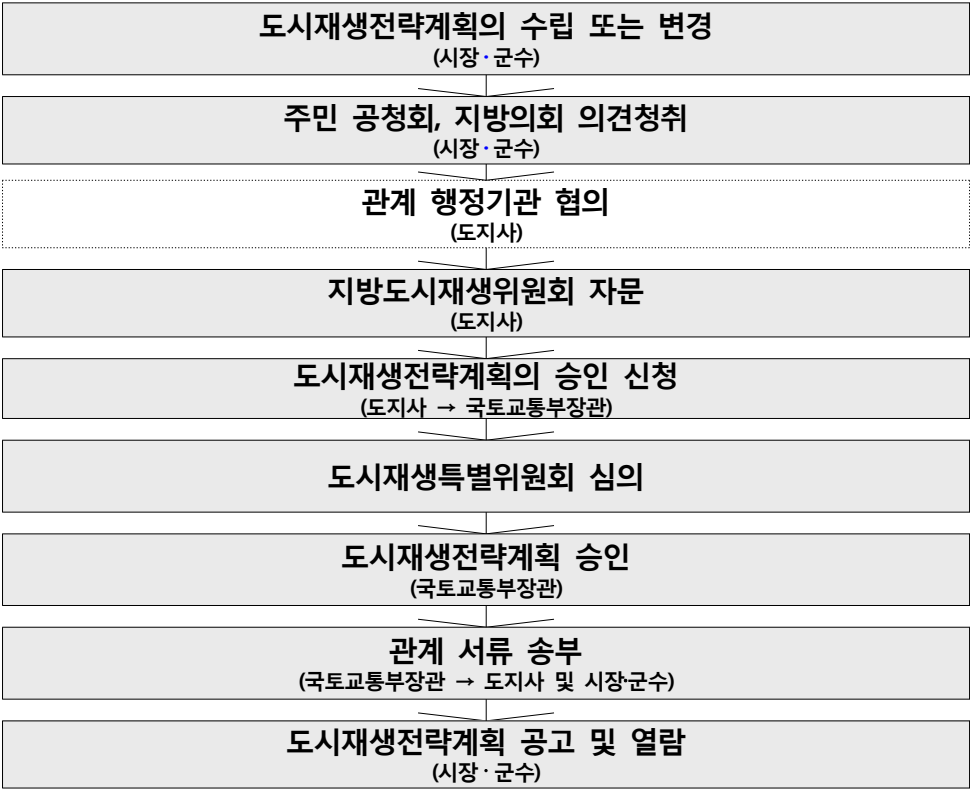 도시재생전략계획의 수립 또는 변경
(시장·군수)
주민 공청회, 지방의회 의견청취
(시장·군수)
관계 행정기관 협의
(도지사)
지방도시재생위원회 자문
(도지사)
도시재생전략계획의 승인 신청
(도지사 → 국토교통부장관)
도시재생특별위원회 심의
도시재생전략계획 승인
(국토교통부장관)
관계 서류 송부
(국토교통부장관 → 도지사 및 시장·군수)
도시재생전략계획 공고 및 열람
(시장·군수)